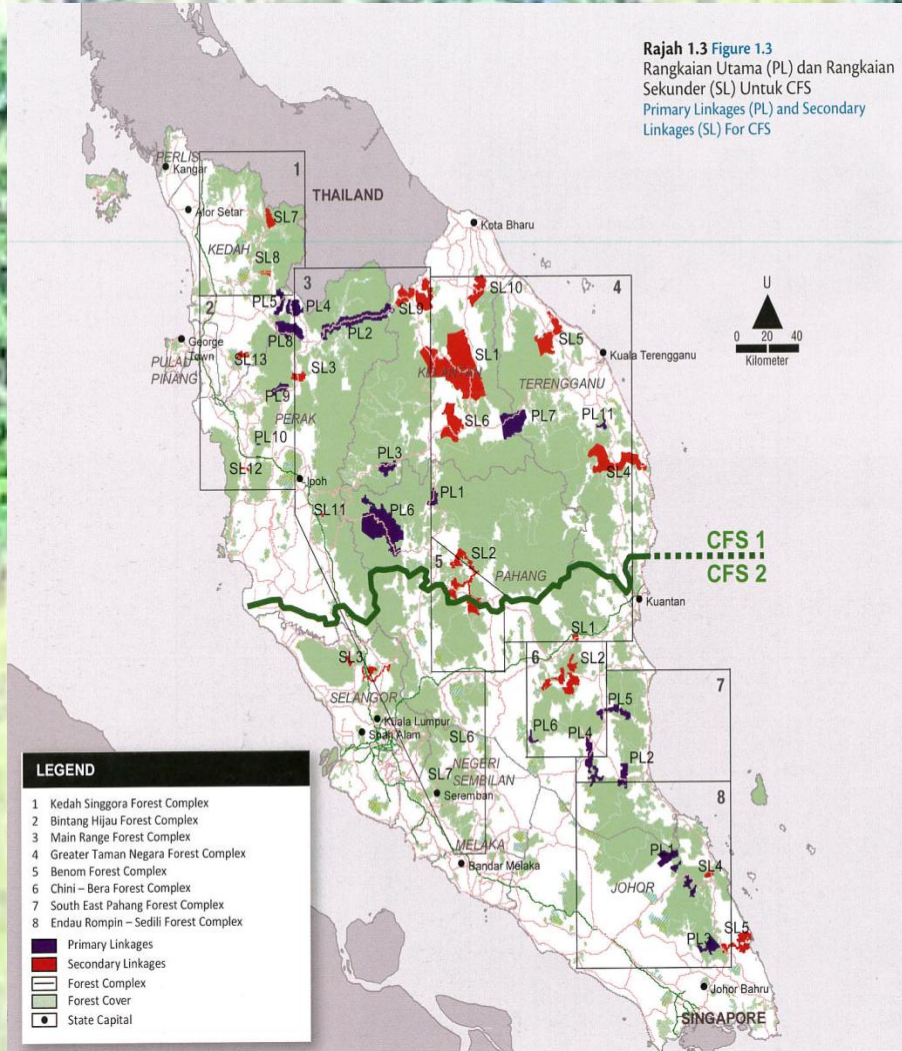 Rajah 1.3 Figure 1.3
Rangkaian Utama (PL) dan Rangkaian
Sekunder (SL) Untuk CFS
Primary Linkages (PL) and Secondary
Linkages (SL) For CFS
PERLIS
Kangar
1
THAILAND
Alor Setar
SL7
Kota Bharu
KEDAH
SL8
3
SL10
4
U
PL5
PL4
SL9
2
PL2
SL5
0 20 40
Kilometer
George
Town
PL8
SL1
Kuala Terengganu
PULAU
PINANG
SL13
SL3
KELANTAN
TERENGGANU
PL9
PERAK
SL6
PL7
PL11
PL10
PL3
SL12
Ipoh
SL4
PL1
SL11
PL6
CFS 1
SL2
5
PAHANG
CFS 2
Kuantan
SL1
SL3
6
SL2
7
SELANGOR
PL5
Kuala Lumpur
Shah Alam
SL6
PL6
PL4
NEGERI
SEMBILAN
SL7
PL2
Seremban
8
MELAKA
PL1
SL4
Bandar Melaka
JOHOR
PL3
SL5
Johor Bahru
SINGAPORE
LEGEND
1 Kedah Singgora Forest Complex
2 Bintang Hijau Forest Complex
3 Main Range Forest Complex
4 Greater Taman Negara Forest Complex
5 Benom Forest Complex
6 Chini – Bera Forest Complex
7 South East Pahang Forest Complex
8 Endau Rompin – Sedili Forest Complex
Primary Linkages
Secondary Linkages
Forest Complex
Forest Cover
State Capital